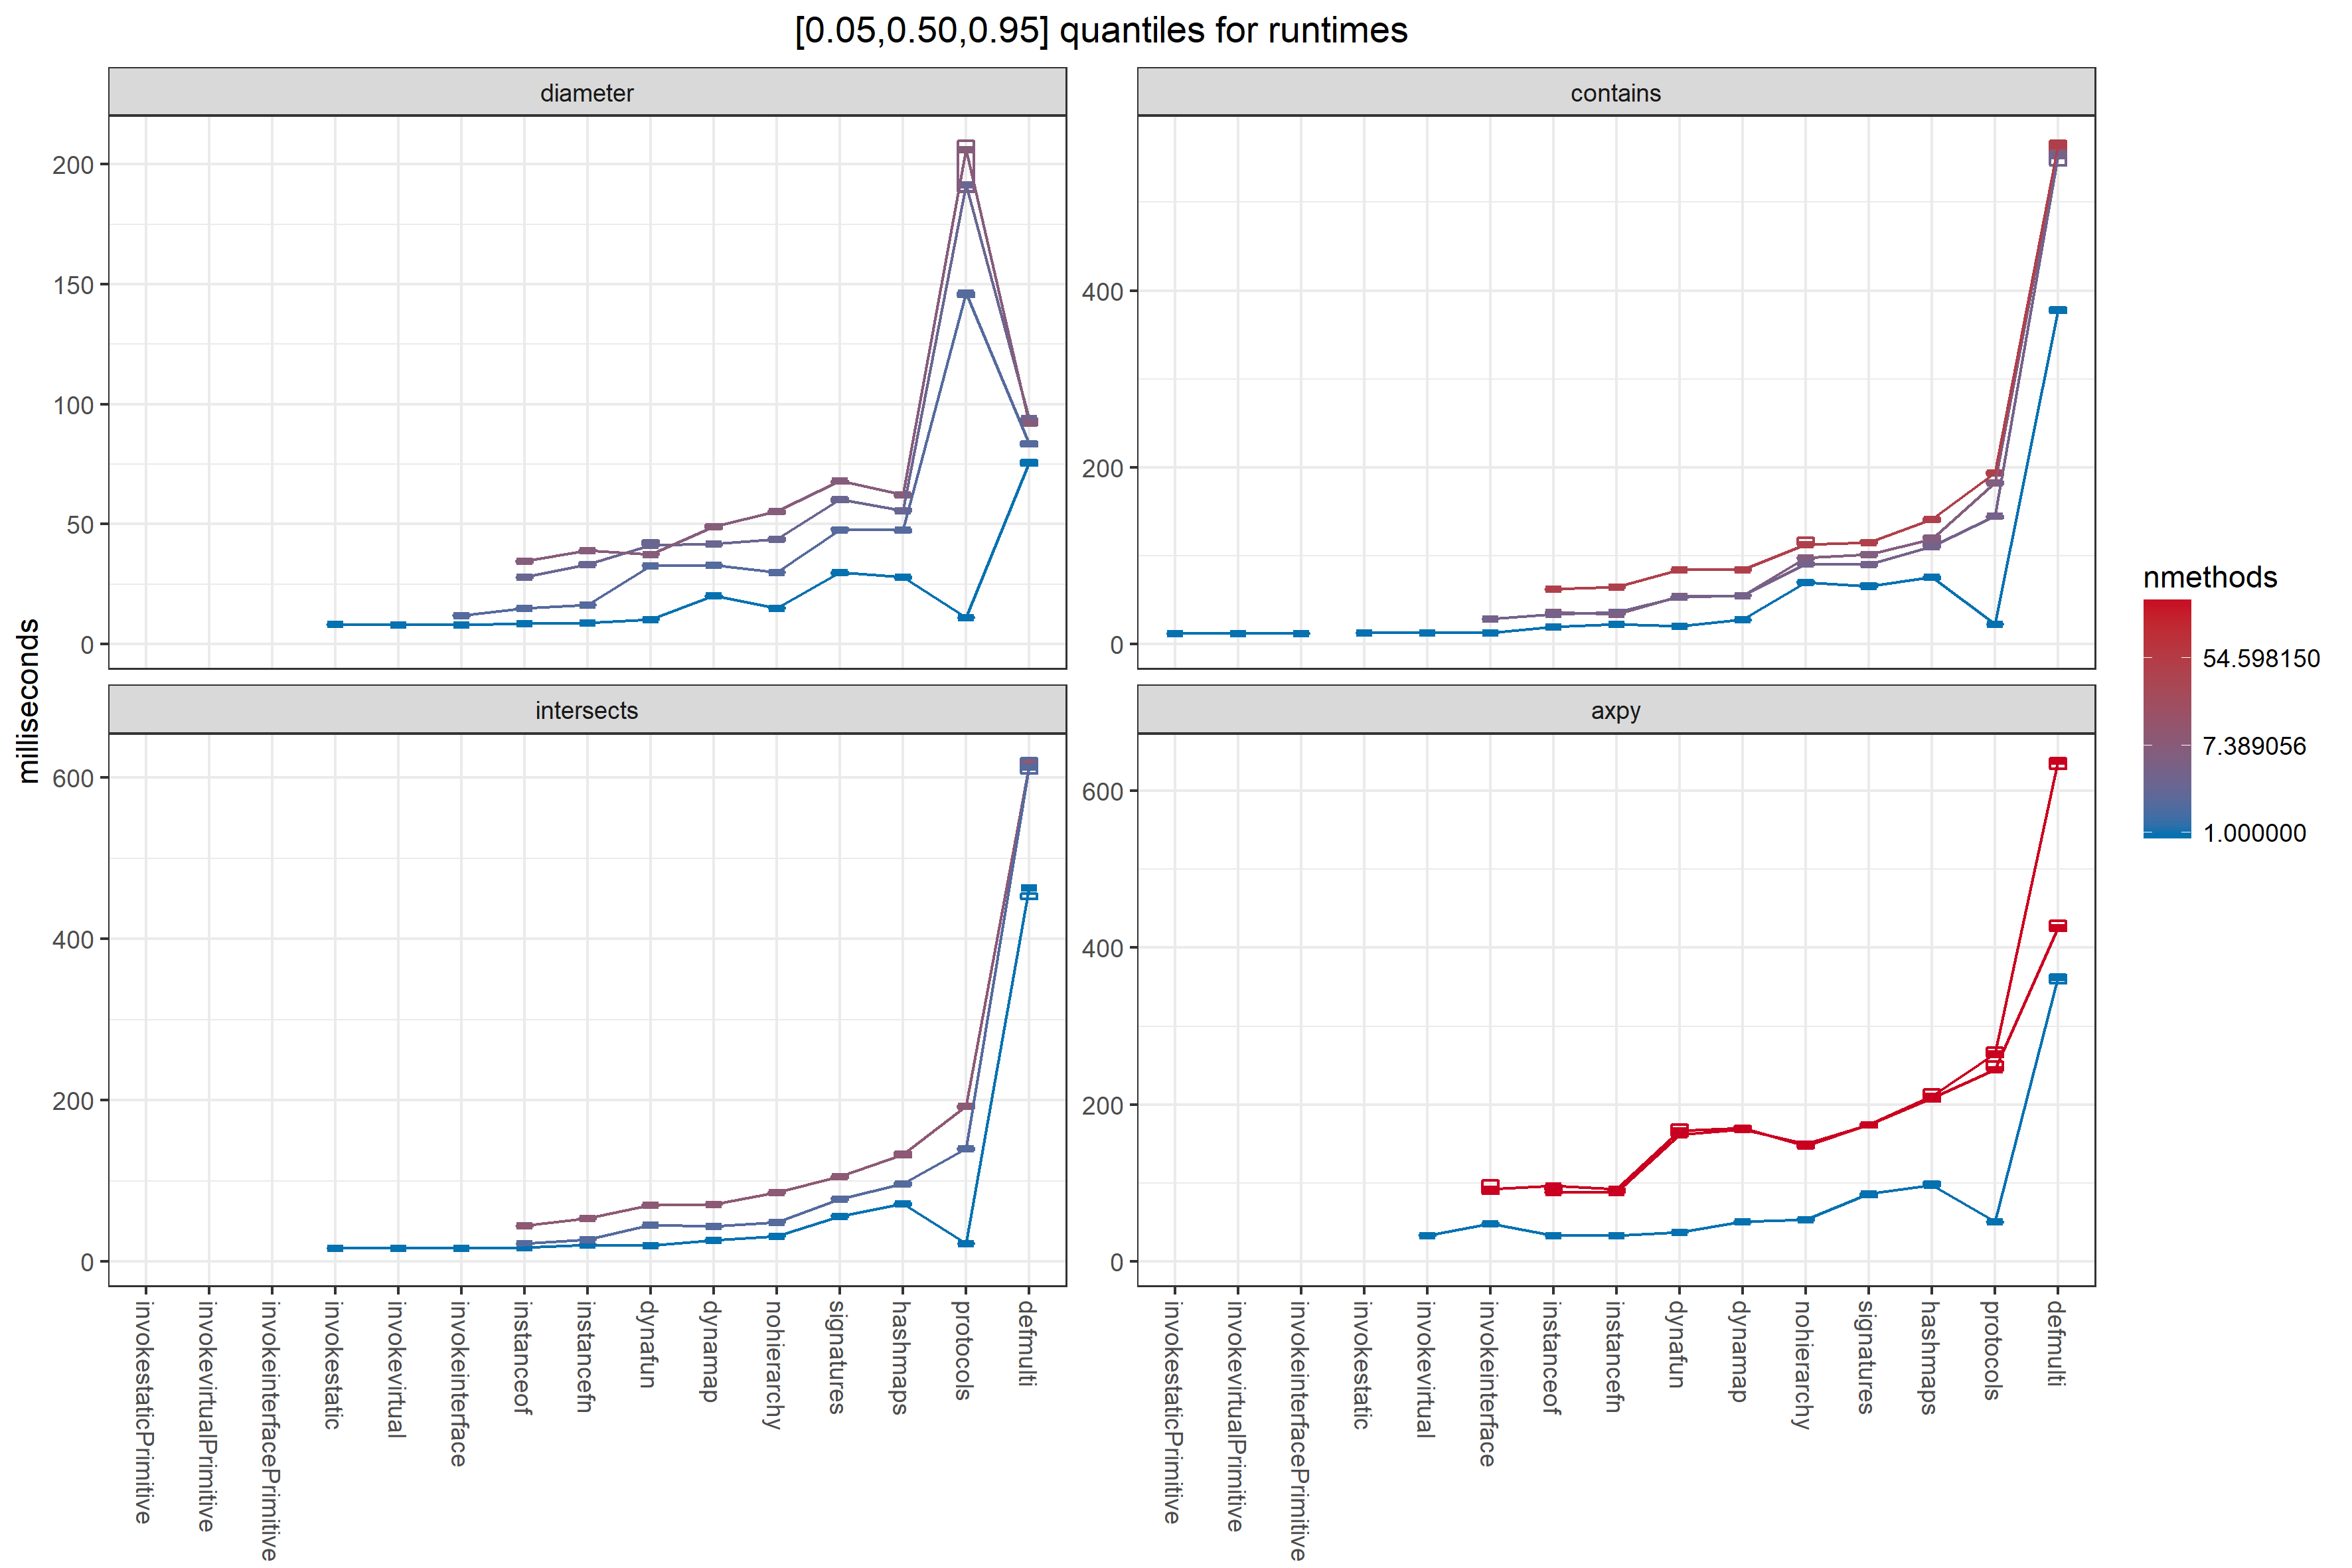 [0.05,0.50,0.95] quantiles for runtimes
diameter
contains
200
150
100
50
0
400
200
0
milliseconds
intersects
axpy
600
400
200
0
600
400
200
0
invokestaticPrimitive
invokevirtualPrimitive
invokeinterfacePrimitive
invokestatic
invokevirtual
invokeinterface
instanceof
instancefn
dynafun
dynamap
nohierarchy
signatures
hashmaps
protocols
defmulti
invokestaticPrimitive
invokevirtualPrimitive
invokeinterfacePrimitive
invokestatic
invokevirtual
invokeinterface
instanceof
instancefn
dynafun
dynamap
nohierarchy
signatures
hashmaps
protocols
defmulti
nmethods
54.598150
7.389056
1.000000